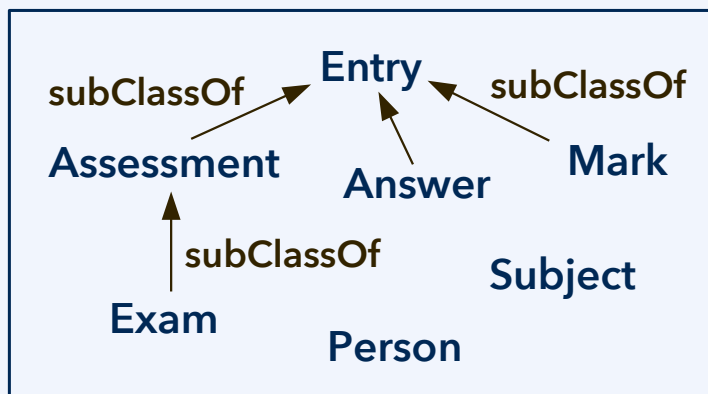 Entry
subClassOf
subClassOf
Assessment
Answer
Mark
subClassOf
Subject
Exam
Person